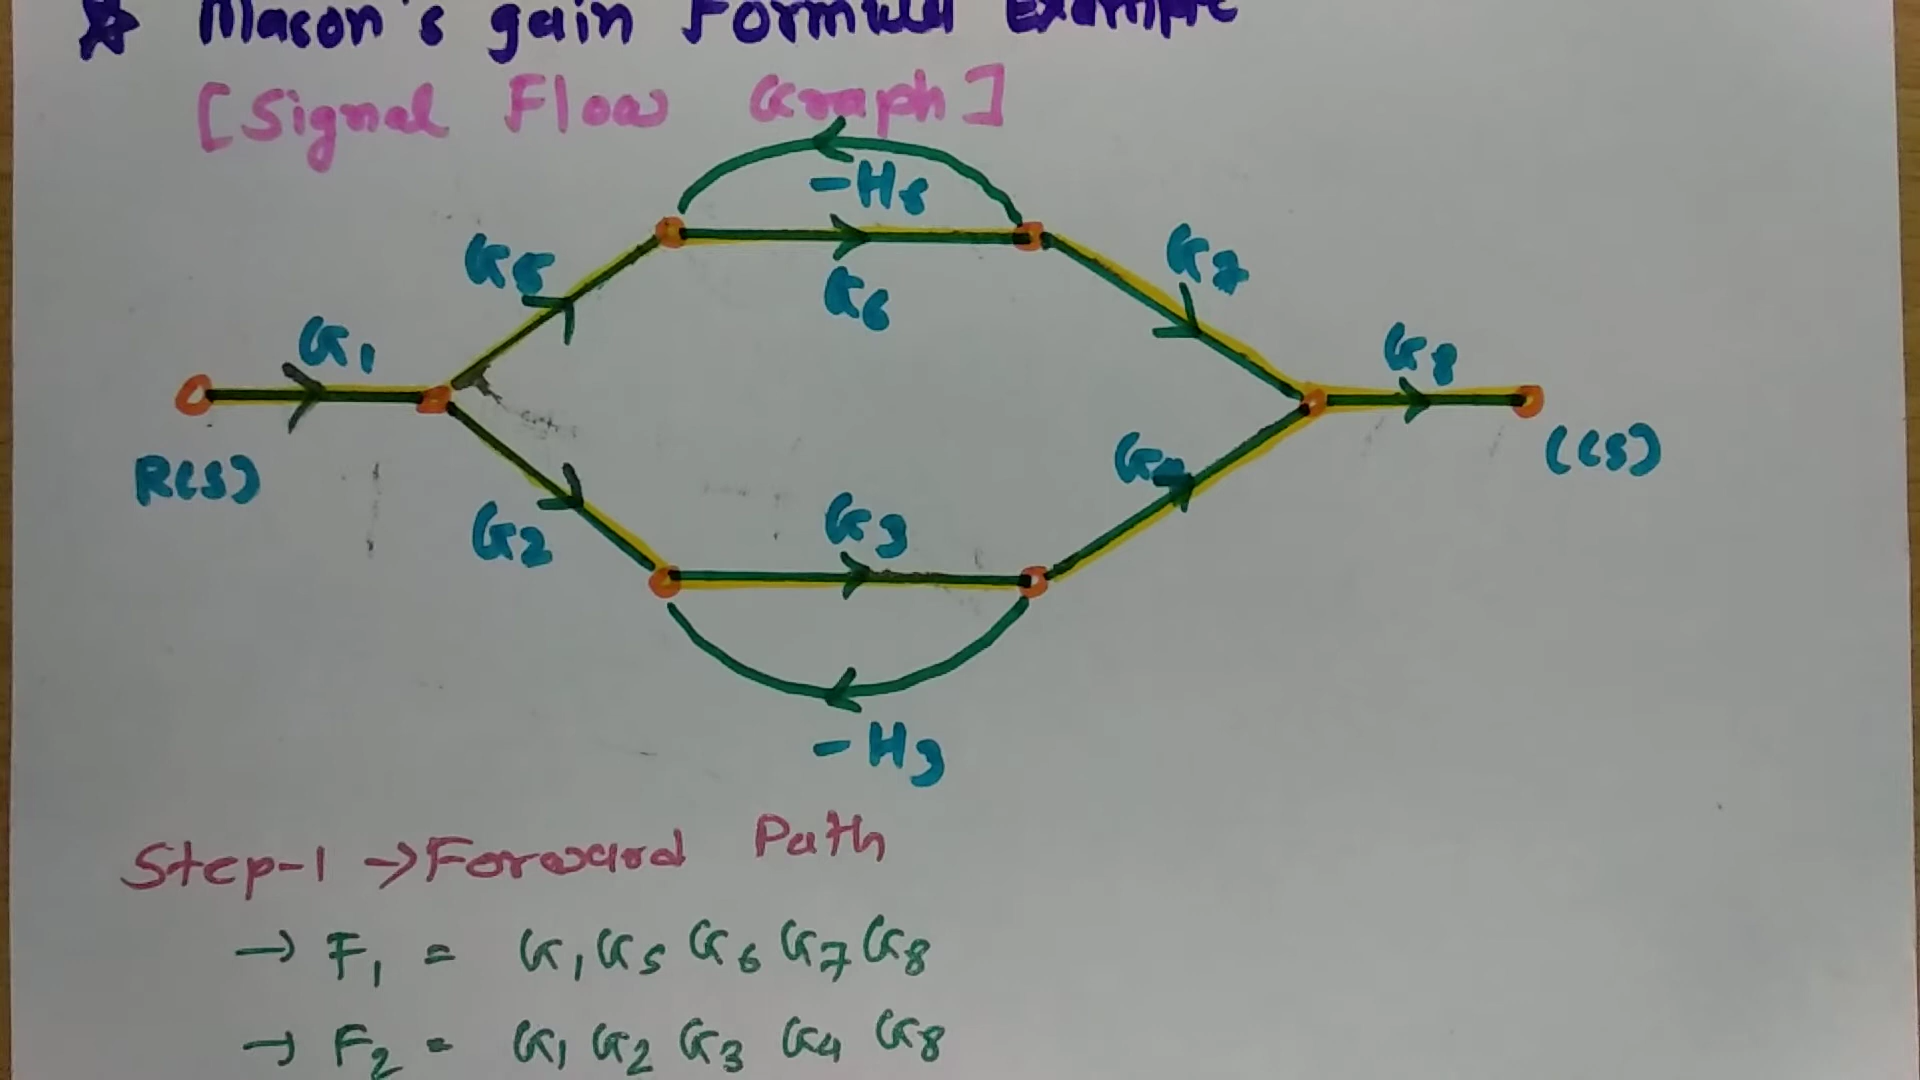 Mason's gain Formula Example
[Signal Flow Graph]
-H6
G5
G6
G7
G1
G8
R(s)
C(s)
G2
G3
G4
-H3
Step-1 → Forward Path
→ F1 = G1 G5 G6 G7 G8
→ F2 = G1 G2 G3 G4 G8